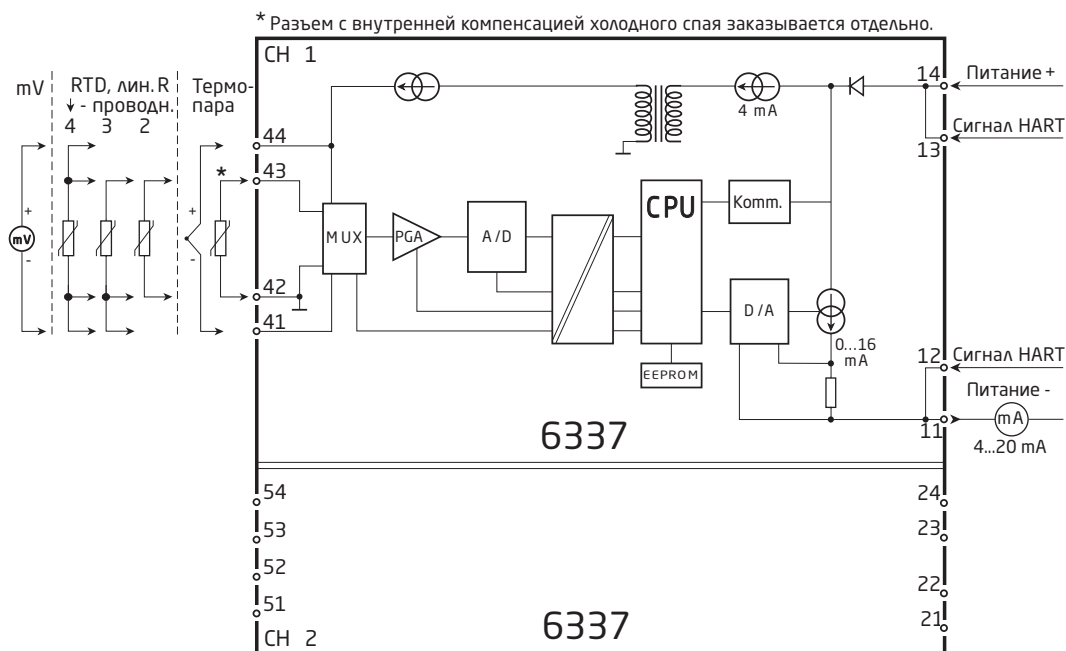 * Разъем с внутренней компенсацией холодного спая заказывается отдельно.
CH 1
mV
RTD, лин. R
- проводн.
4 3 2
Термо-
пара
44
43
*
42
41
+
mV
-
+
-
MUX
PGA
A/D
CPU
Komm.
D/A
EEPROM
4 mA
0...16
mA
14
Питание +
Сигнал HART
13
12
Сигнал HART
Питание -
11
mA
4...20 mA
6337
54
53
52
51
24
23
22
21
CH 2
6337